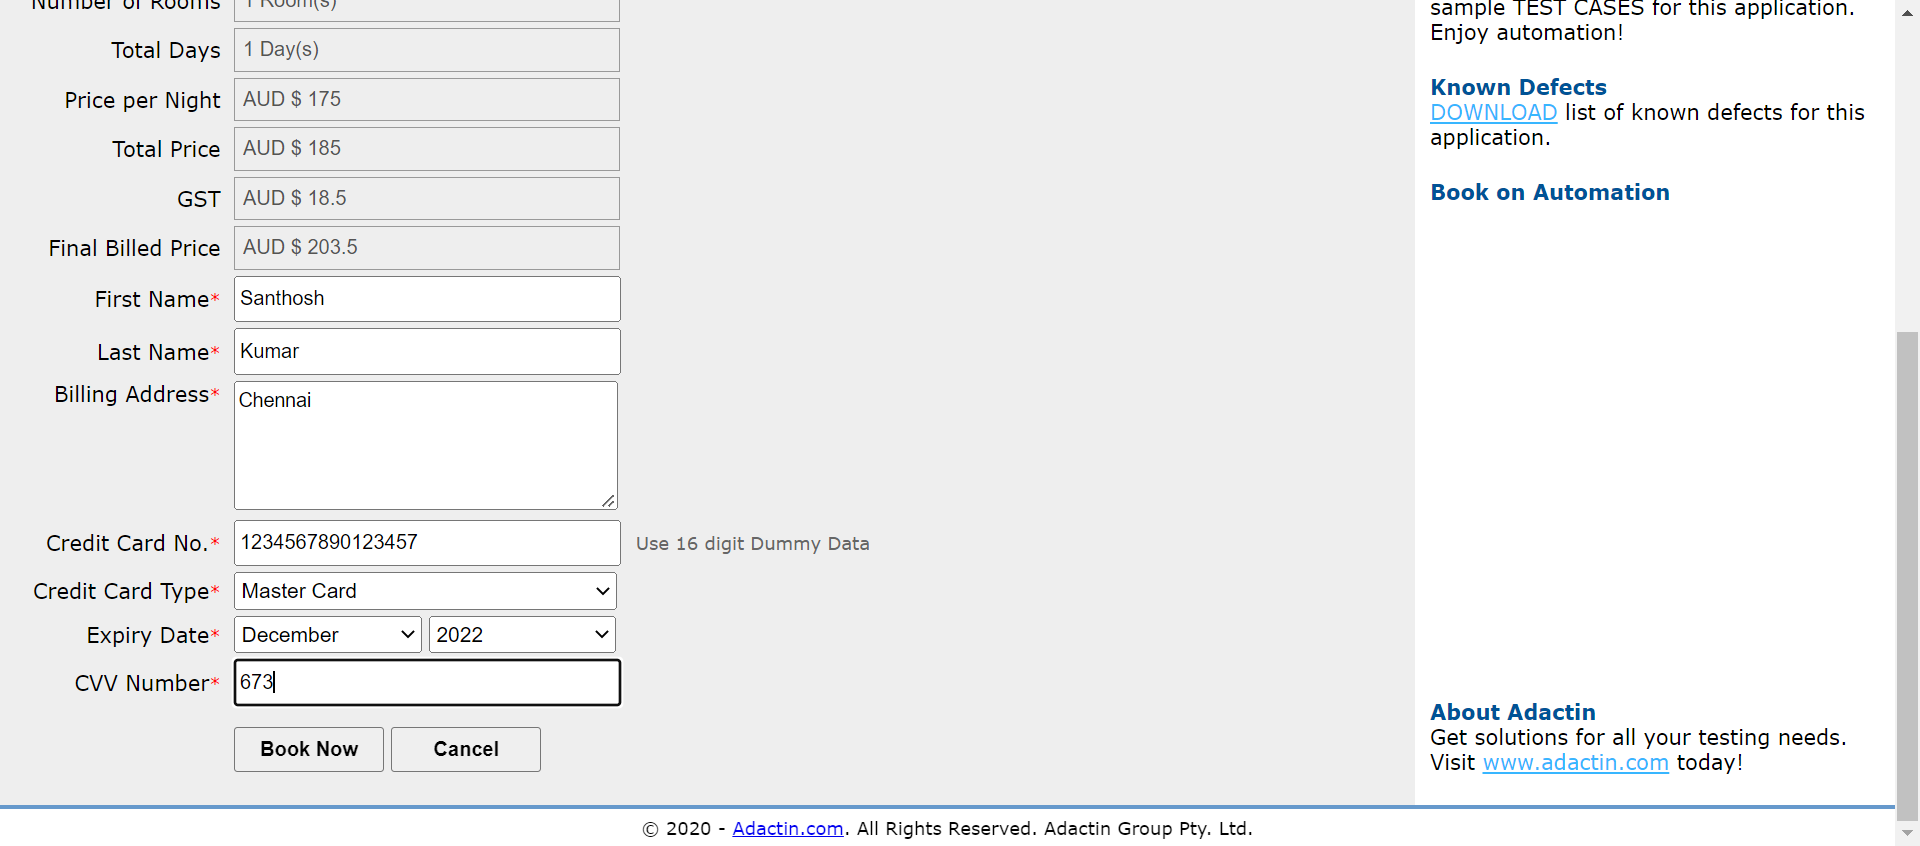 Number of Rooms 1 Room(s)
Total Days 1 Day(s)
Price per Night AUD $ 175
Total Price AUD $ 185
GST AUD $ 18.5
Final Billed Price AUD $ 203.5
First Name* Santhosh
Last Name* Kumar
Billing Address* Chennai
Credit Card No.* 1234567890123457 Use 16 digit Dummy Data
Credit Card Type* Master Card
Expiry Date* December 2022
CVV Number* 673
Book Now Cancel
sample TEST CASES for this application.
Enjoy automation!
Known Defects
DOWNLOAD list of known defects for this
application.
Book on Automation
About Adactin
Get solutions for all your testing needs.
Visit www.adactin.com today!
© 2020 - Adactin.com. All Rights Reserved. Adactin Group Pty. Ltd.